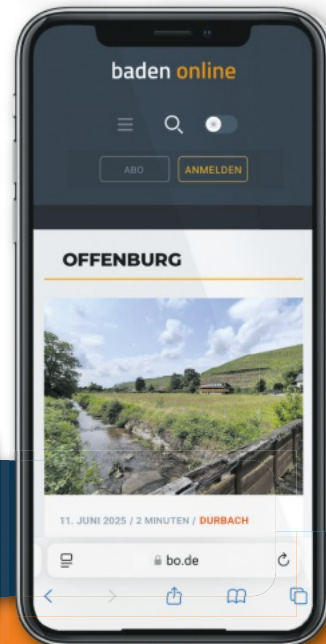 baden online
ABO
ANMELDEN
OFFENBURG
11. JUNI 2025 / 2 MINUTEN / DURBACH
bo.de